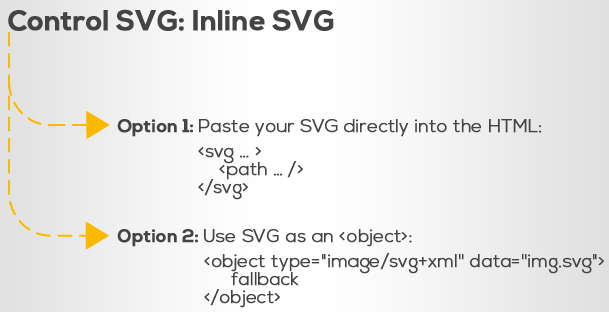 Control SVG: Inline SVG
Option 1: Paste your SVG directly into the HTML:
<svg ... >
<path ... />
</svg>
Option 2: Use SVG as an <object>:
<object type="image/svg+xml" data="img.svg">
fallback
</object>